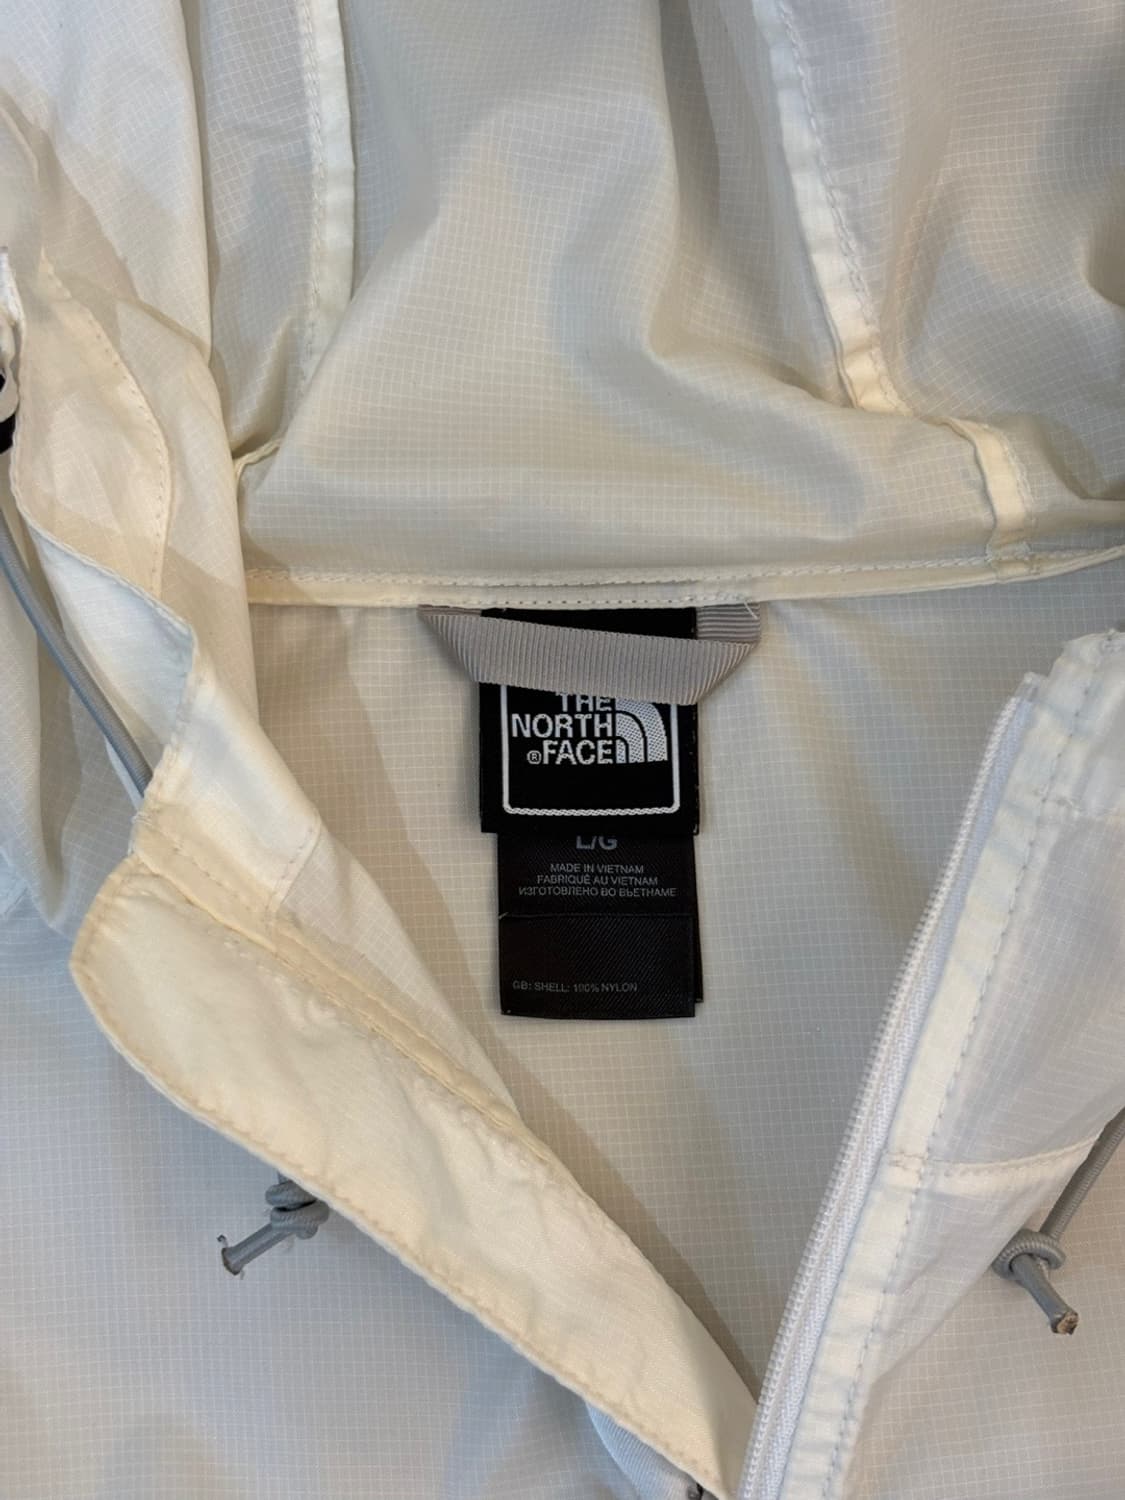 THE
NORTH
®FACE
L/G
MADE IN VIETNAM
FABRIQUÉ AU VIETNAM
ИЗГОТОВЛЕНО ВО ВЬЕТНАМЕ
GB: SHELL: 100% NYLON